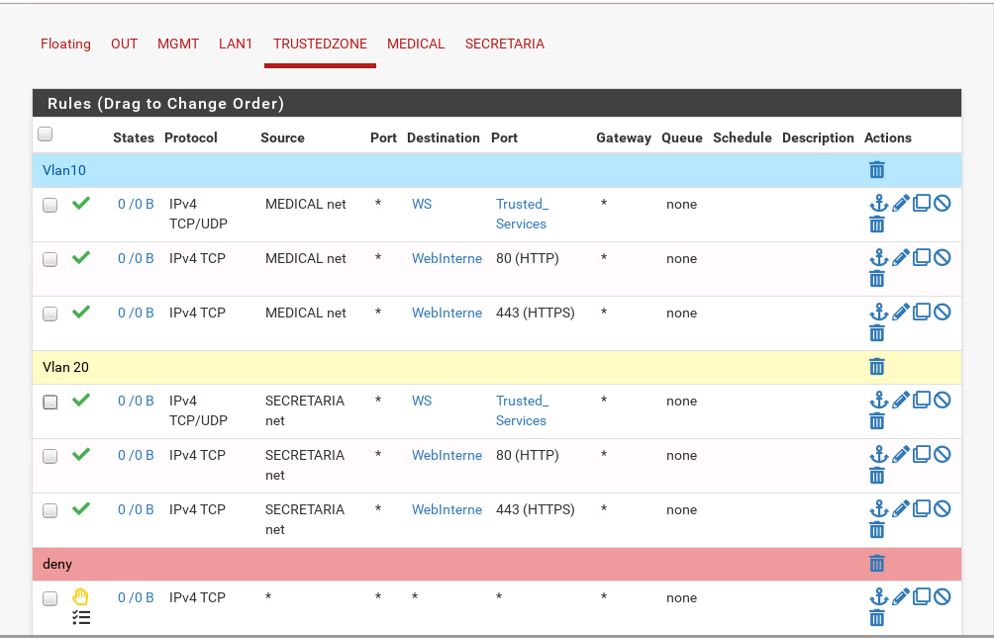 Floating OUT MGMT LAN1 TRUSTEDZONE MEDICAL SECRETARIA
Rules (Drag to Change Order)
States Protocol Source Port Destination Port Gateway Queue Schedule Description Actions
Vlan10
0 /0 B IPv4 TCP/UDP MEDICAL net * WS Trusted_ Services * none
0 /0 B IPv4 TCP MEDICAL net * WebInterne 80 (HTTP) * none
0 /0 B IPv4 TCP MEDICAL net * WebInterne 443 (HTTPS) * none
Vlan 20
0 /0 B IPv4 TCP/UDP SECRETARIA net * WS Trusted_ Services * none
0 /0 B IPv4 TCP SECRETARIA net * WebInterne 80 (HTTP) * none
0 /0 B IPv4 TCP SECRETARIA net * WebInterne 443 (HTTPS) * none
deny
0 /0 B IPv4 TCP * * * * * none